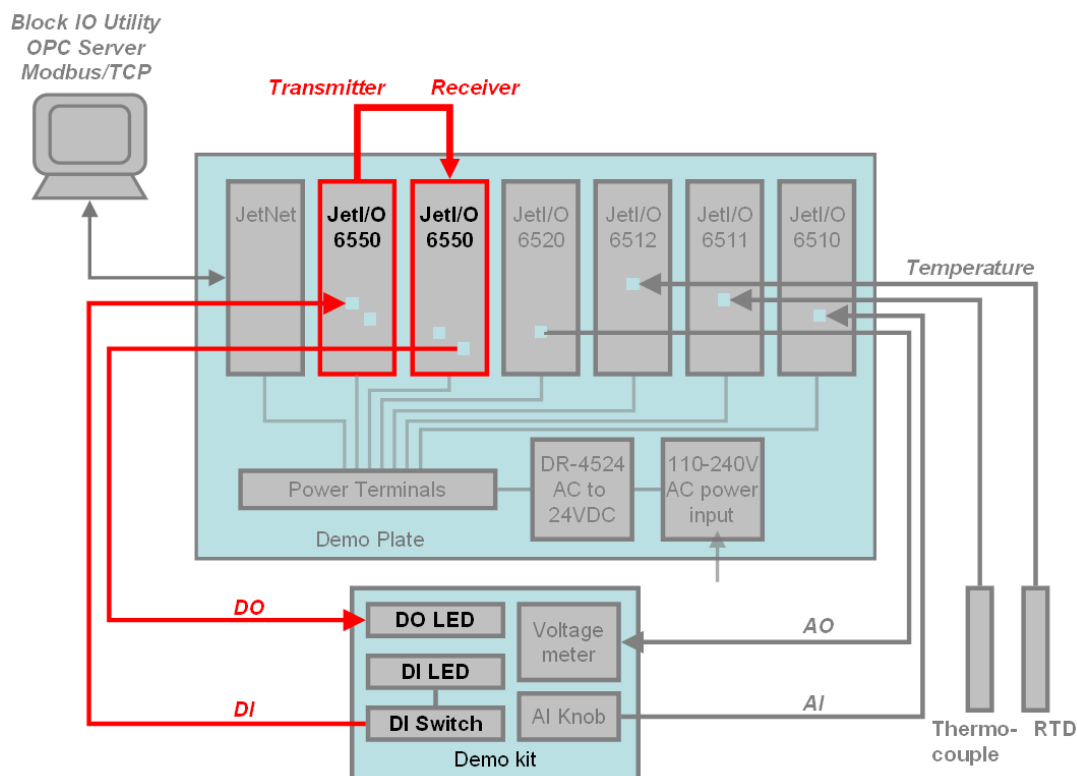 Block IO Utility
OPC Server
Modbus/TCP
Transmitter
Receiver
JetNet
JetI/O
6550
JetI/O
6550
JetI/O
6520
JetI/O
6512
JetI/O
6511
JetI/O
6510
Temperature
Power Terminals
DR-4524
AC to
24VDC
110-240V
AC power
input
Demo Plate
DO
DO LED
Voltage
meter
AO
DI LED
DI
DI Switch
AI Knob
AI
Demo kit
Thermo-
couple
RTD